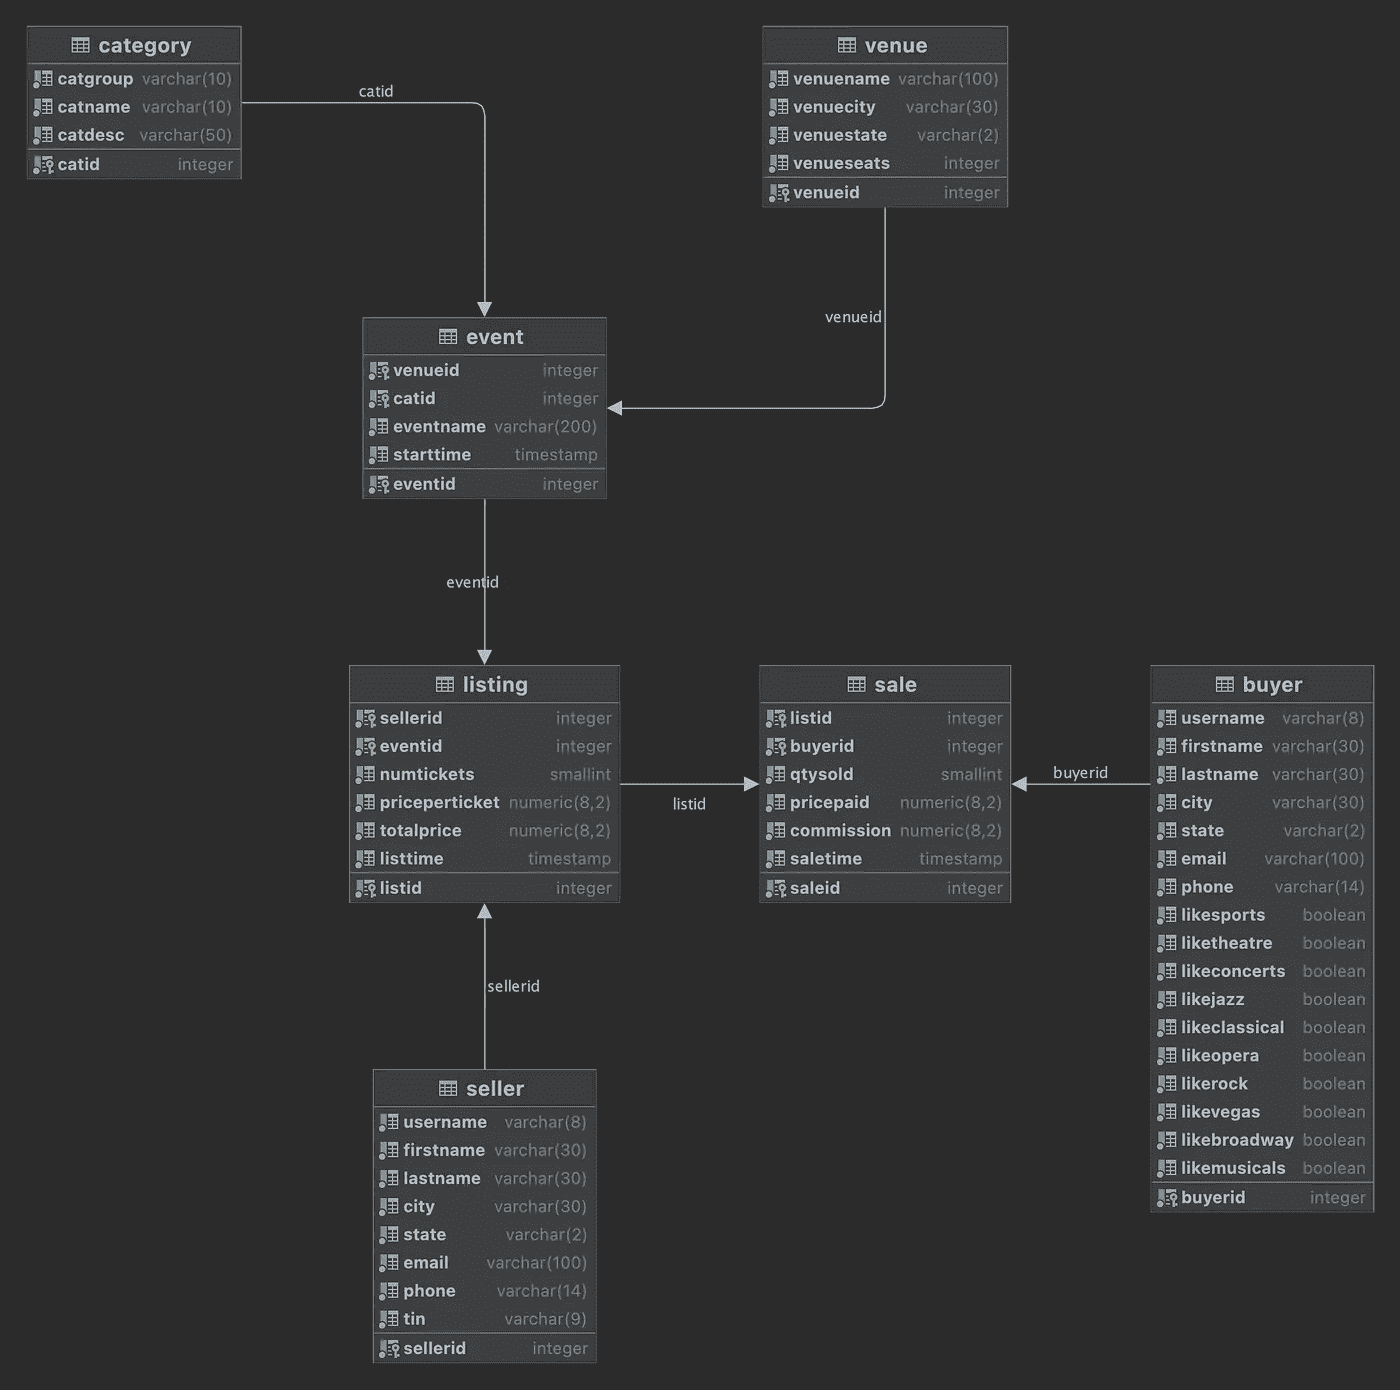 category
catgroup varchar(10)
catname varchar(10)
catdesc varchar(50)
catid integer
catid
venue
venuename varchar(100)
venuecity varchar(30)
venuestate varchar(2)
venueseats integer
venueid integer
venueid
event
venueid integer
catid integer
eventname varchar(200)
starttime timestamp
eventid integer
eventid
listing
sellerid integer
eventid integer
numtickets smallint
priceperticket numeric(8,2)
totalprice numeric(8,2)
listtime timestamp
listid integer
listid
sale
listid integer
buyerid integer
qtysold smallint
pricepaid numeric(8,2)
commission numeric(8,2)
saletime timestamp
saleid integer
buyerid
buyer
username varchar(8)
firstname varchar(30)
lastname varchar(30)
city varchar(30)
state varchar(2)
email varchar(100)
phone varchar(14)
likesports boolean
liketheatre boolean
likeconcerts boolean
likejazz boolean
likeclassical boolean
likeopera boolean
likerock boolean
likevegas boolean
likebroadway boolean
likemusicals boolean
buyerid integer
sellerid
seller
username varchar(8)
firstname varchar(30)
lastname varchar(30)
city varchar(30)
state varchar(2)
email varchar(100)
phone varchar(14)
tin varchar(9)
sellerid integer